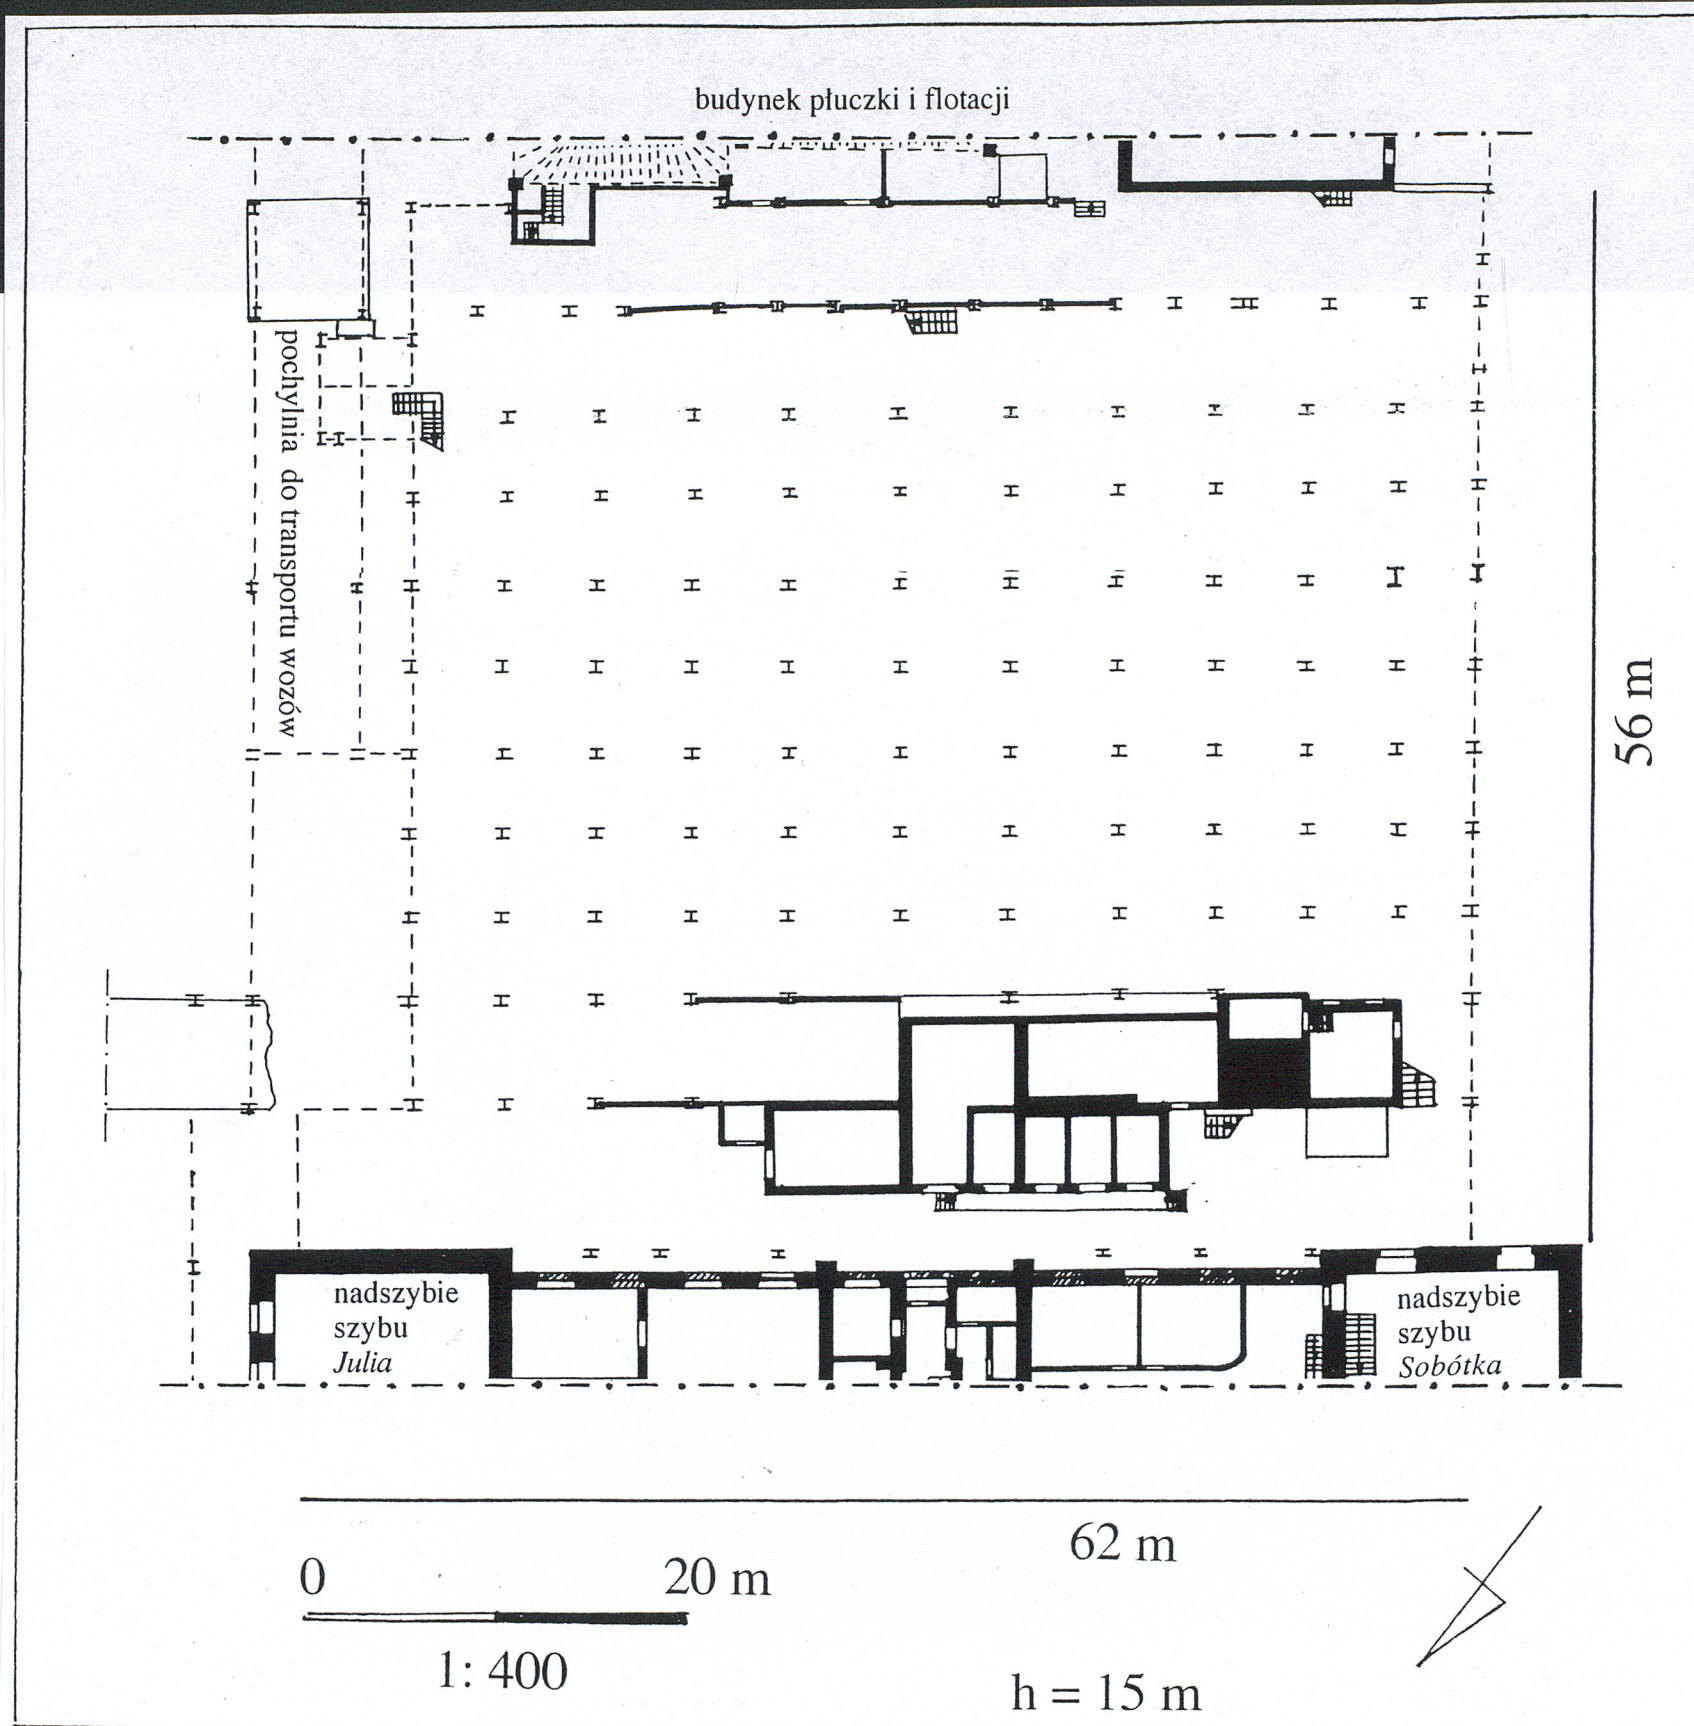 budynek płuczki i flotacji
pochylnia do transportu wozów
56 m
nadszybie
szybu
Julia
nadszybie
szybu
Sobótka
62 m
0 20 m
1: 400
h = 15 m